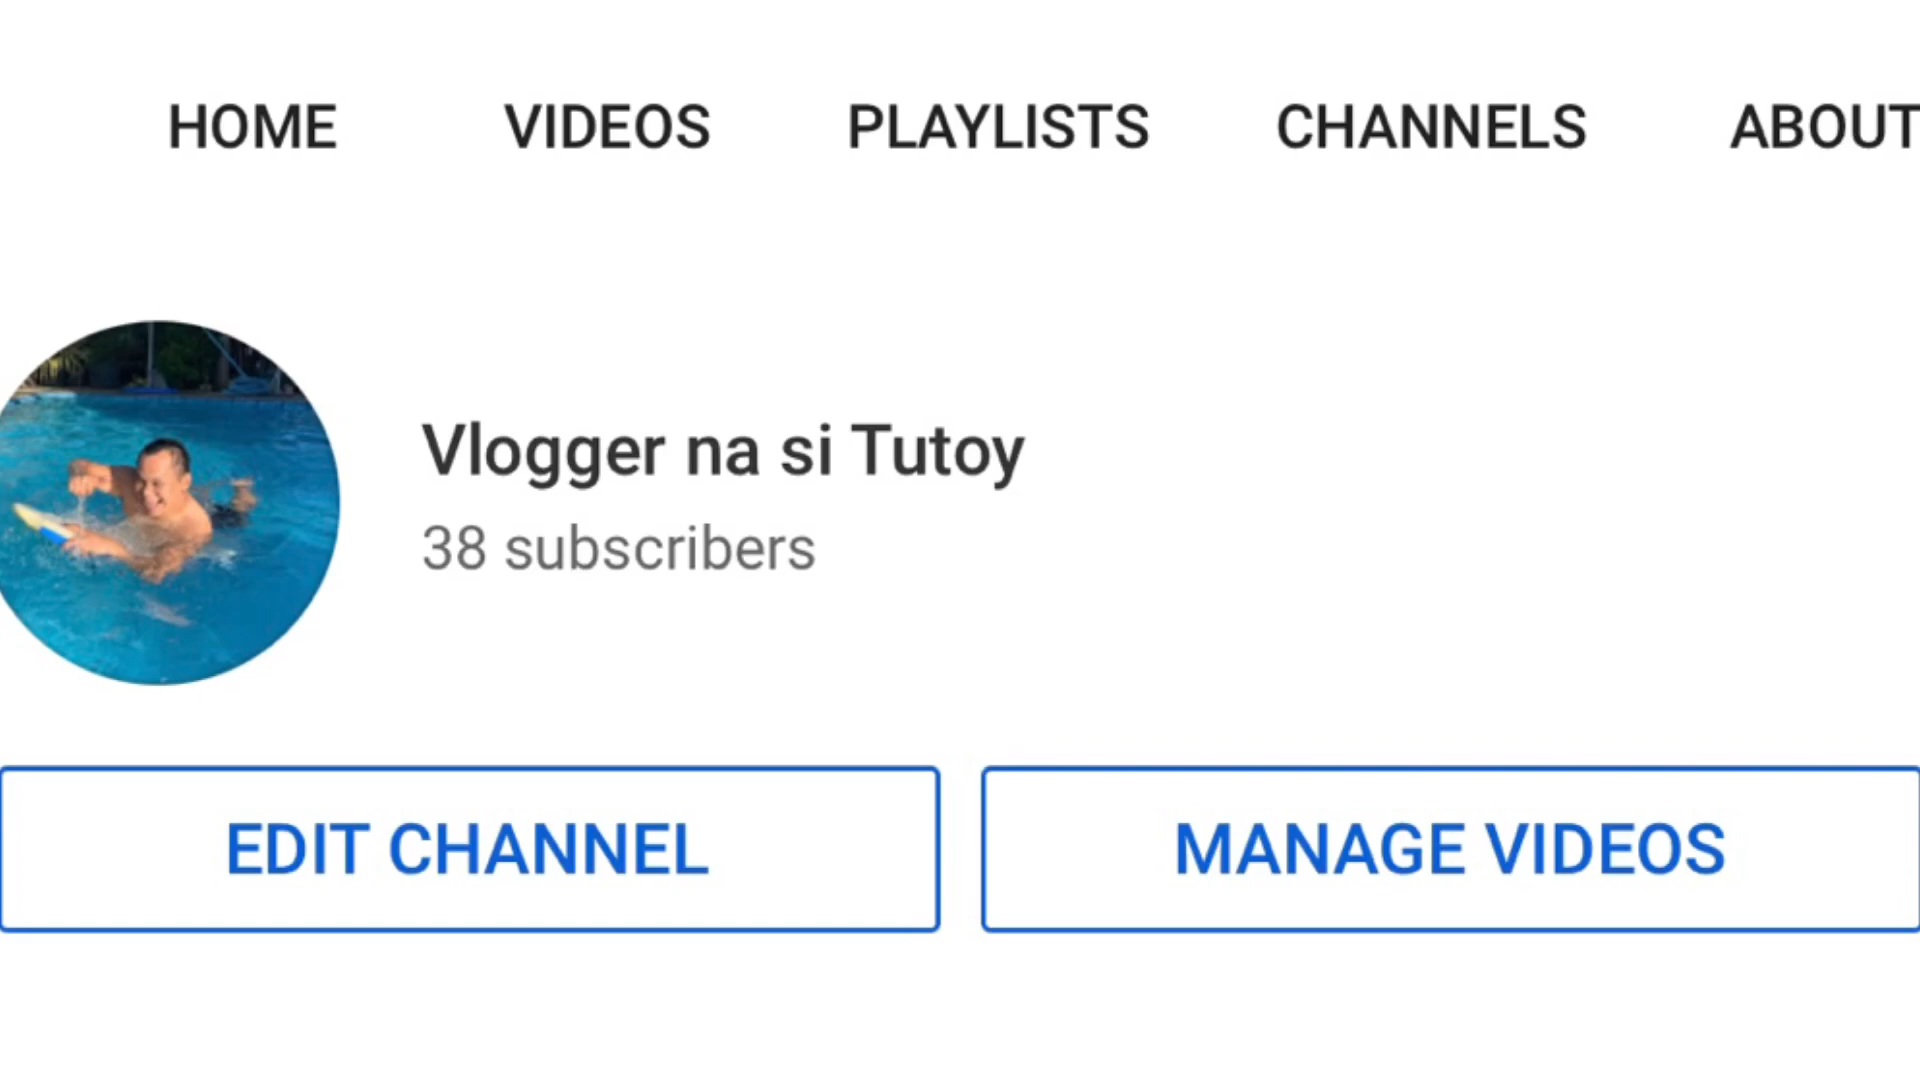 HOME VIDEOS PLAYLISTS CHANNELS ABOUT
Vlogger na si Tutoy
38 subscribers
EDIT CHANNEL MANAGE VIDEOS